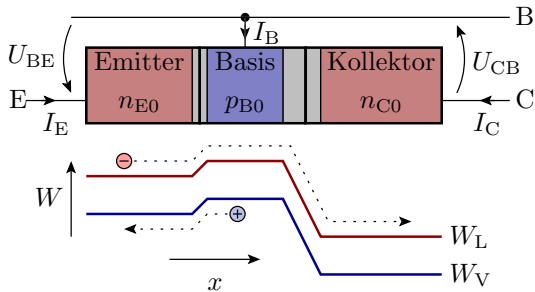 B
U_BE
I_B
U_CB
Emitter Basis Kollektor
n_E0 p_B0 n_C0
E
C
I_E
I_C
−
W
+
W_L
W_V
x